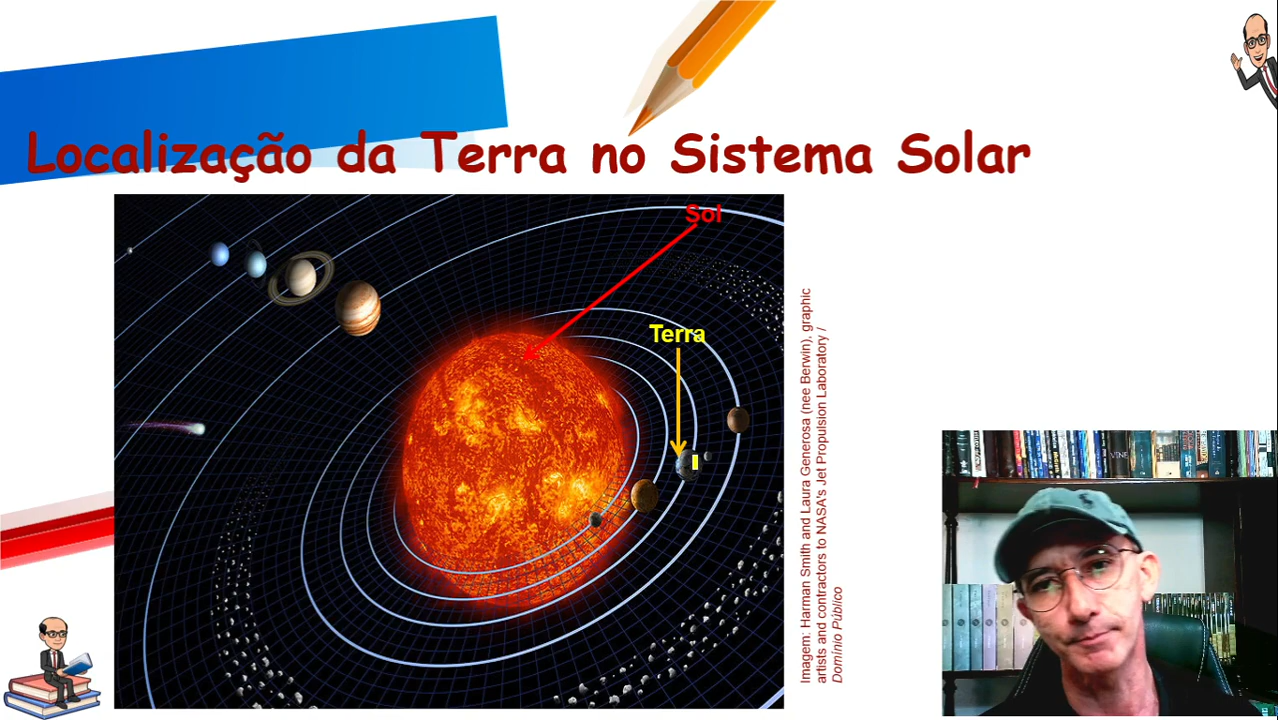 Localização da Terra no Sistema Solar
Sol
Terra
Imagem: Harman Smith and Laura Generosa (nee Berwin), graphic
artists and contractors to NASA's Jet Propulsion Laboratory /
Domínio Público
VINE